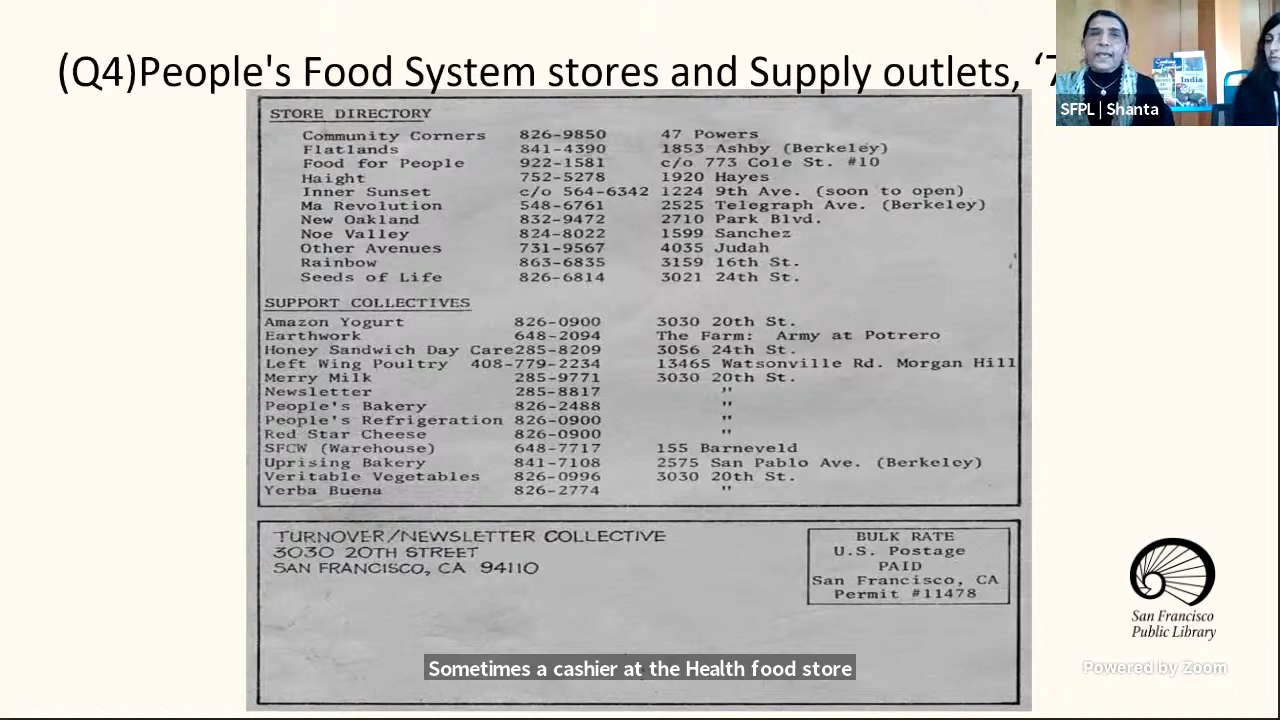 (Q4)People's Food System stores and Supply outlets, ‘7
SFPL | Shanta
India
STORE DIRECTORY
Community Corners 826-9850 47 Powers
Flatlands 841-4390 1853 Ashby (Berkeley)
Food for People 922-1581 c/o 773 Cole St. #10
Haight 752-5278 1920 Hayes
Inner Sunset c/o 564-6342 1224 9th Ave. (soon to open)
Ma Revolution 548-6761 2525 Telegraph Ave. (Berkeley)
New Oakland 832-9472 2710 Park Blvd.
Noe Valley 824-8022 1599 Sanchez
Other Avenues 731-9567 4035 Judah
Rainbow 863-6835 3159 16th St.
Seeds of Life 826-6814 3021 24th St.
SUPPORT COLLECTIVES
Amazon Yogurt 826-0900 3030 20th St.
Earthwork 648-2094 The Farm: Army at Potrero
Honey Sandwich Day Care285-8209 3056 24th St.
Left Wing Poultry 408-779-2234 13465 Watsonville Rd. Morgan Hill
Merry Milk 285-9771 3030 20th St.
Newsletter 285-8817 "
People's Bakery 826-2488 "
People's Refrigeration 826-0900 "
Red Star Cheese 826-0900 "
SFCW (Warehouse) 648-7717 155 Barneveld
Uprising Bakery 841-7108 2575 San Pablo Ave. (Berkeley)
Veritable Vegetables 826-0996 3030 20th St.
Yerba Buena 826-2774 "
TURNOVER/NEWSLETTER COLLECTIVE
3030 20TH STREET
SAN FRANCISCO, CA 94110
BULK RATE
U.S. Postage
PAID
San Francisco, CA
Permit #11478
San Francisco
Public Library
Sometimes a cashier at the Health food store
Powered by Zoom